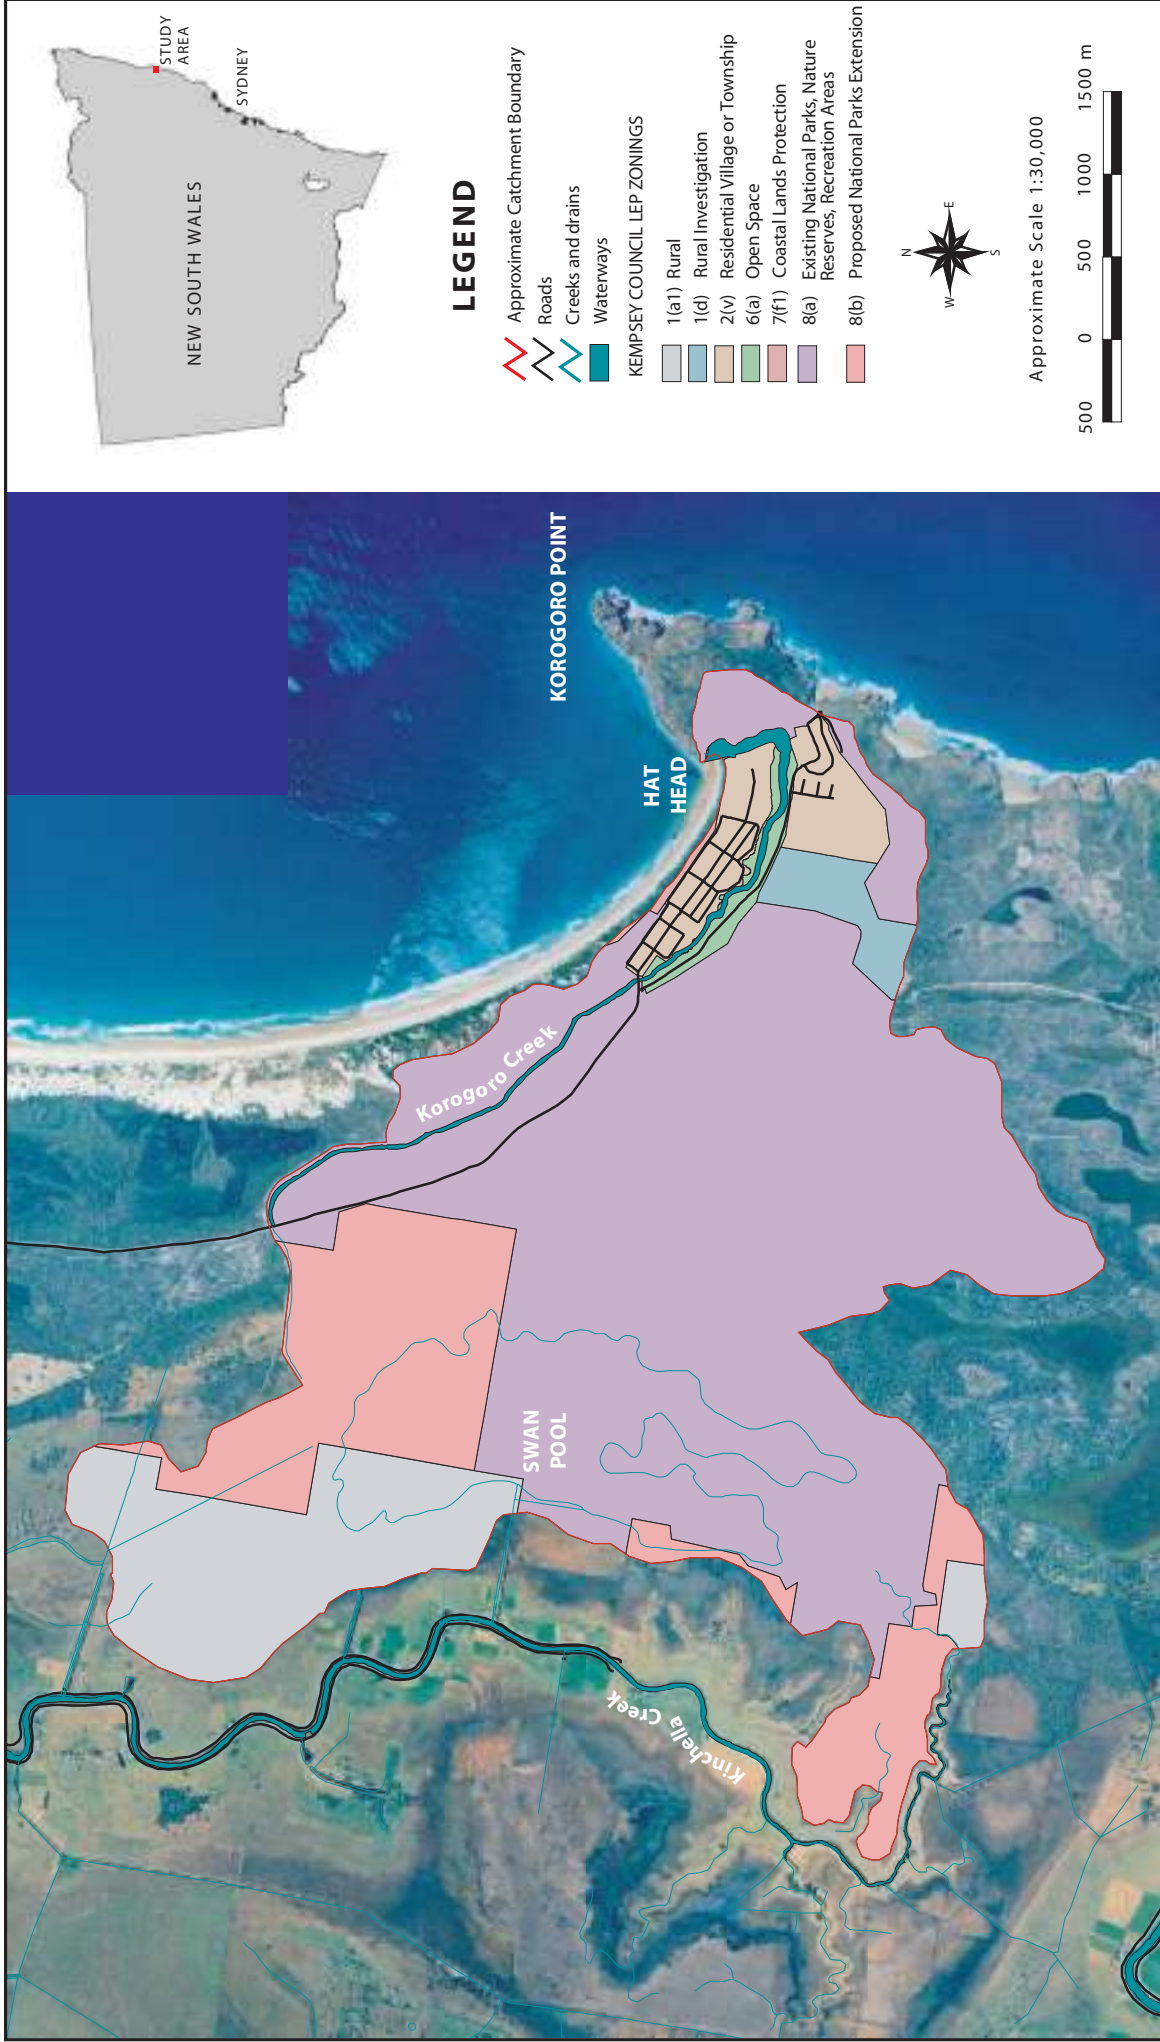 STUDY
AREA
SYDNEY
NEW SOUTH WALES
LEGEND
Approximate Catchment Boundary
Roads
Creeks and drains
Waterways
KEMPSEY COUNCIL LEP ZONINGS
1(a1) Rural
1(d) Rural Investigation
2(v) Residential Village or Township
6(a) Open Space
7(f1) Coastal Lands Protection
8(a) Existing National Parks, Nature
Reserves, Recreation Areas
8(b) Proposed National Parks Extension
N
E
S
W
Approximate Scale 1:30,000
500 0 500 1000 1500 m
KOROGORO POINT
HAT
HEAD
Korogoro Creek
SWAN
POOL
Kinchella Creek